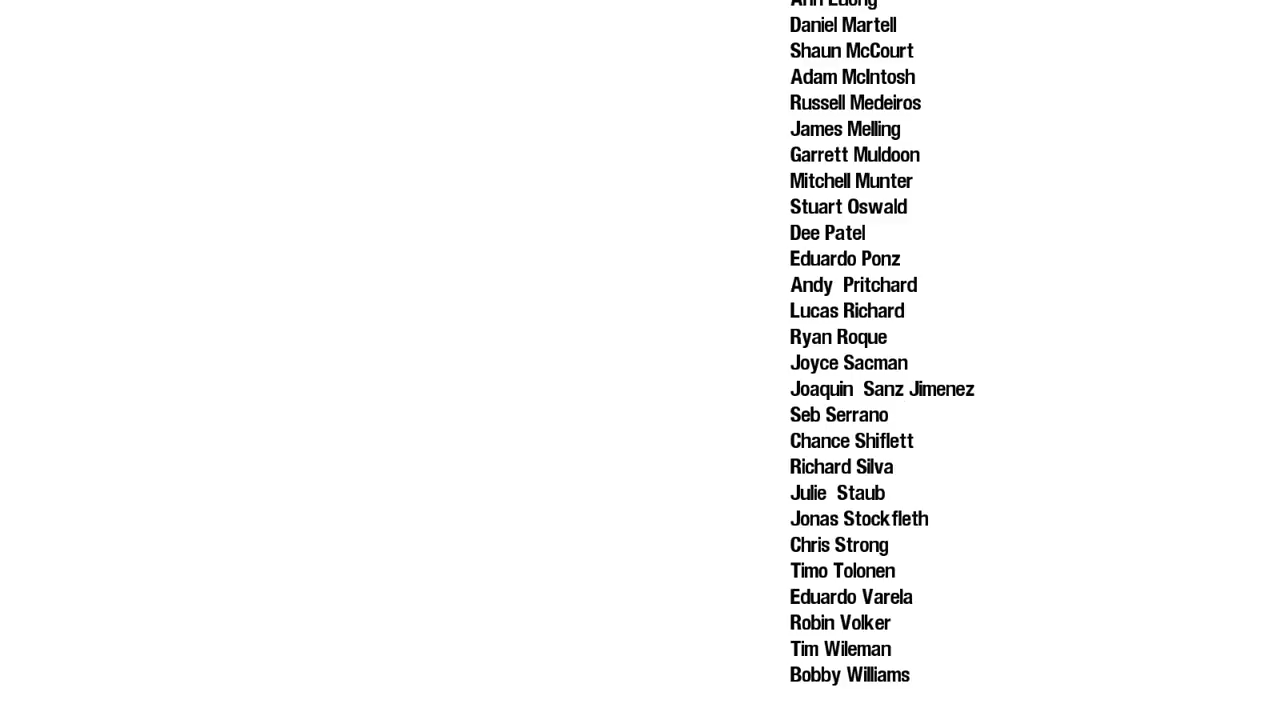 Daniel Martell
Shaun McCourt
Adam McIntosh
Russell Medeiros
James Melling
Garrett Muldoon
Mitchell Munter
Stuart Oswald
Dee Patel
Eduardo Ponz
Andy  Pritchard
Lucas Richard
Ryan Roque
Joyce Sacman
Joaquin  Sanz Jimenez
Seb Serrano
Chance Shiflett
Richard Silva
Julie  Staub
Jonas Stockfleth
Chris Strong
Timo Tolonen
Eduardo Varela
Robin Volker
Tim Wileman
Bobby Williams